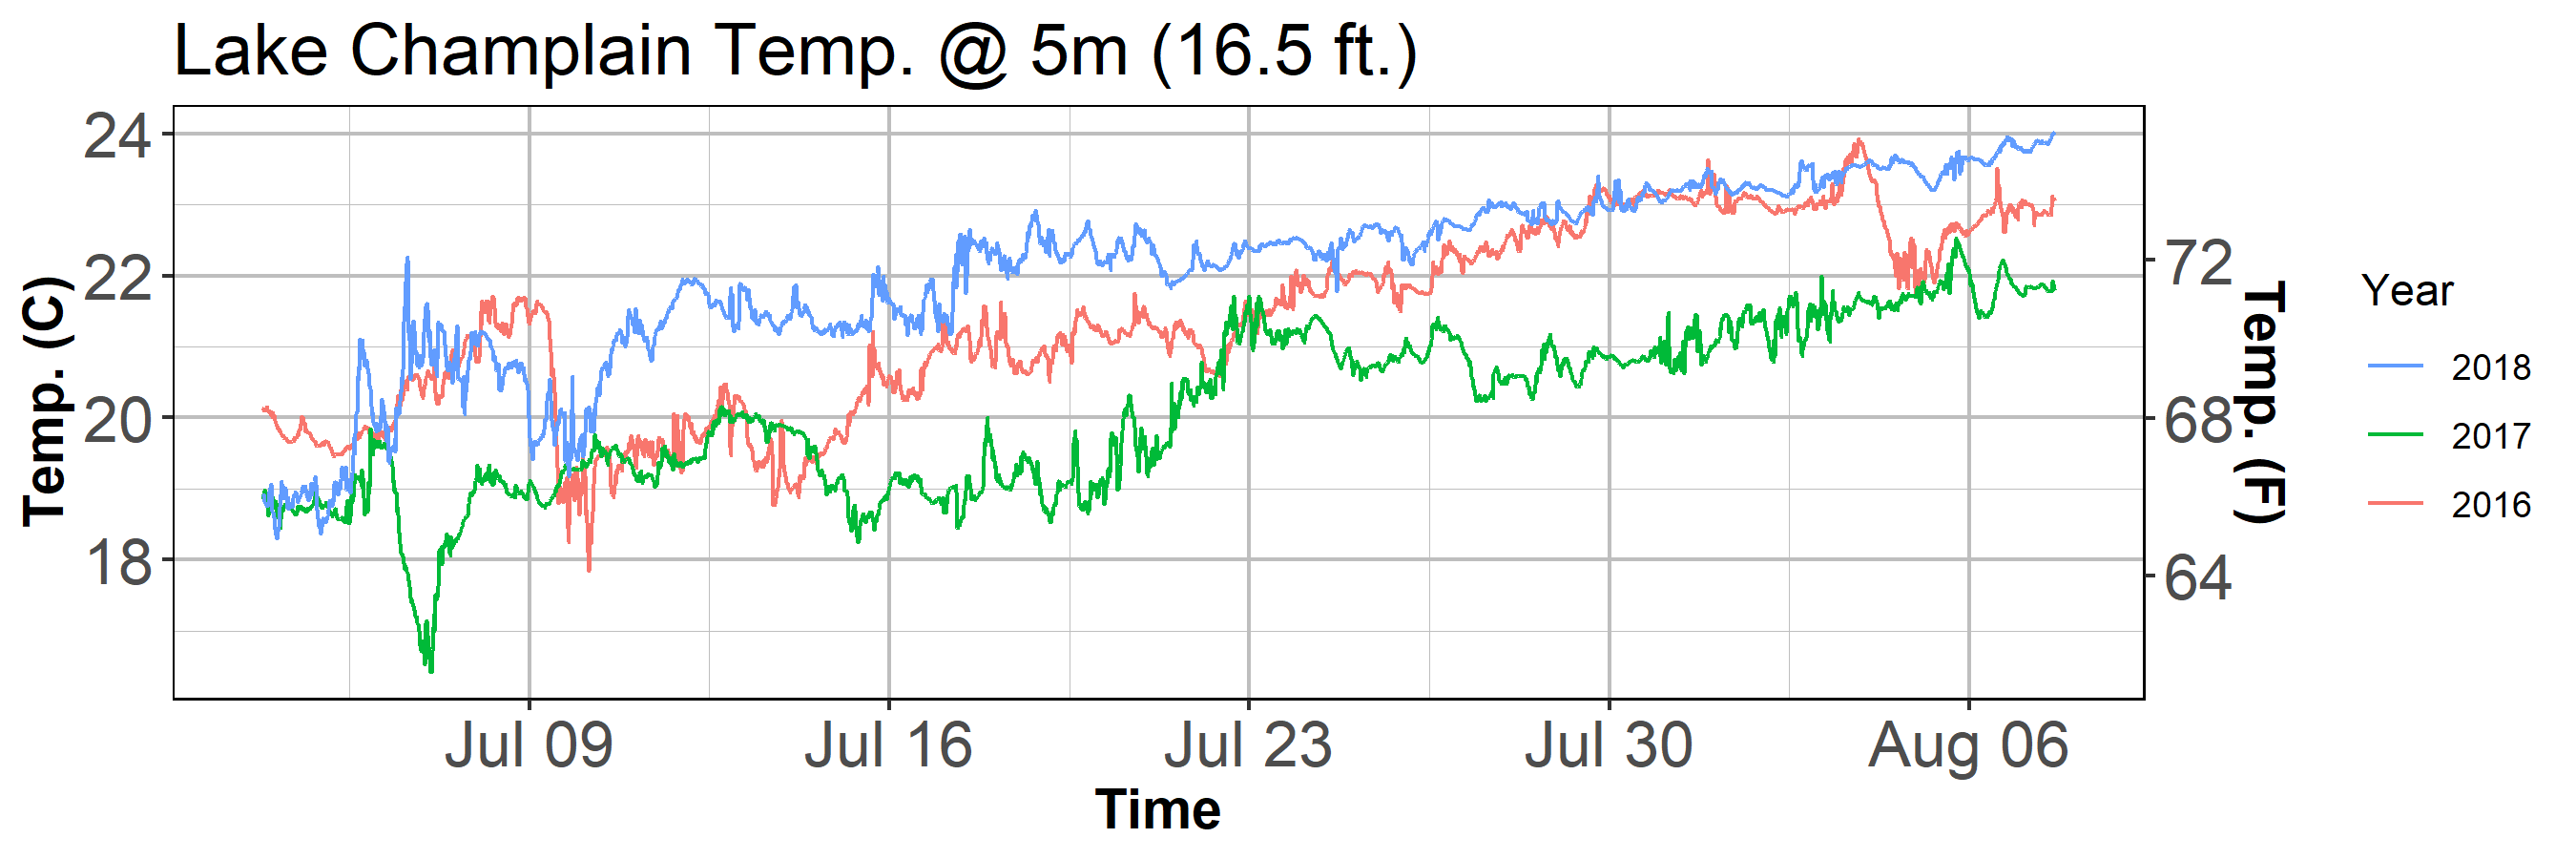 Lake Champlain Temp. @ 5m (16.5 ft.)
Temp. (C)
24
22
20
18
72
68
64
Temp. (F)
Jul 09
Jul 16
Jul 23
Jul 30
Aug 06
Time
Year
2018
2017
2016